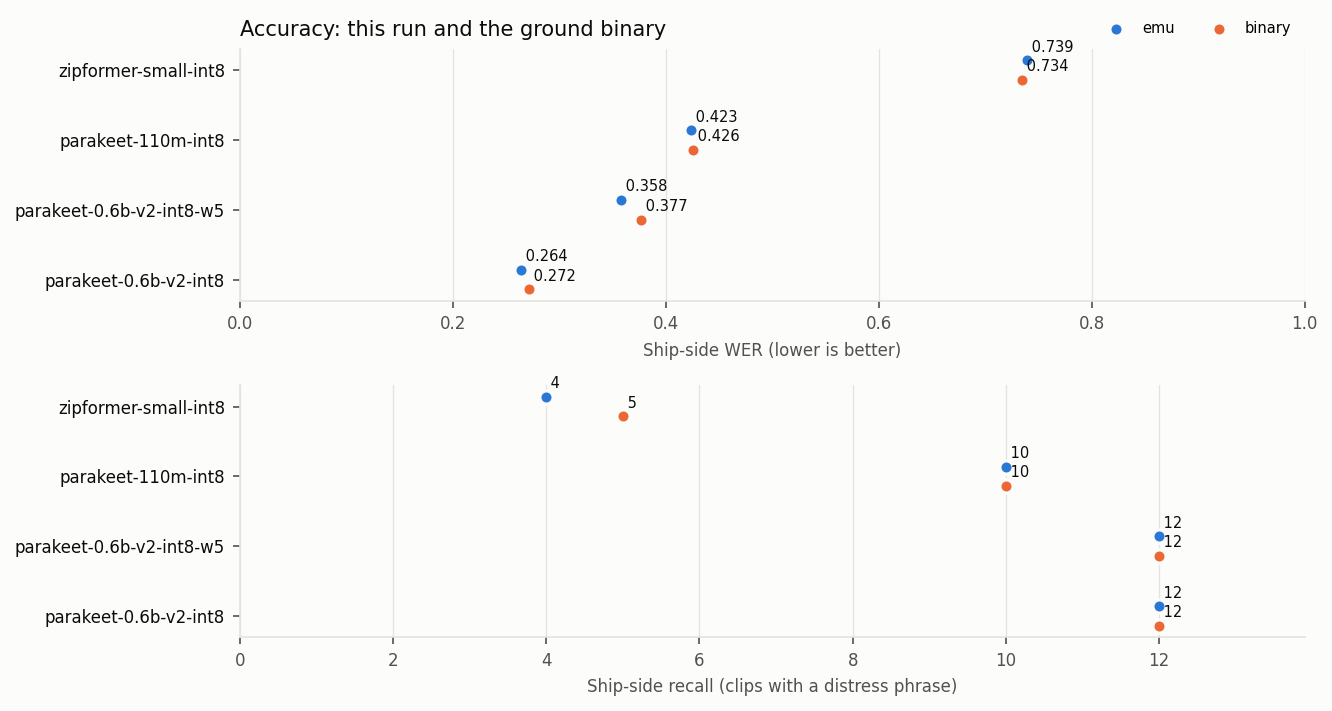 Accuracy: this run and the ground binary
emu binary
zipformer-small-int8
0.739
0.734
parakeet-110m-int8
0.423
0.426
parakeet-0.6b-v2-int8-w5
0.358
0.377
parakeet-0.6b-v2-int8
0.264
0.272
0.0 0.2 0.4 0.6 0.8 1.0
Ship-side WER (lower is better)
zipformer-small-int8
4
5
parakeet-110m-int8
10
10
parakeet-0.6b-v2-int8-w5
12
12
parakeet-0.6b-v2-int8
12
12
0 2 4 6 8 10 12
Ship-side recall (clips with a distress phrase)